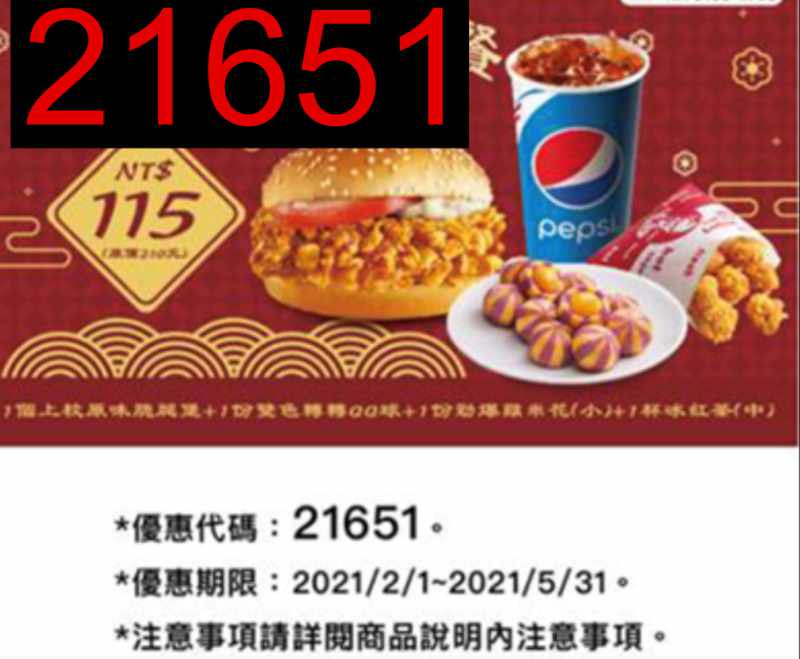 21651
餐
NT$
115
(原價210元)
pepsi
1個上校原味脆腿堡+1份雙色轉轉QQ球+1份勁爆雞米花(小)+1杯冰紅茶(中)
*優惠代碼：21651。
*優惠期限：2021/2/1~2021/5/31。
*注意事項請詳閱商品說明內注意事項。